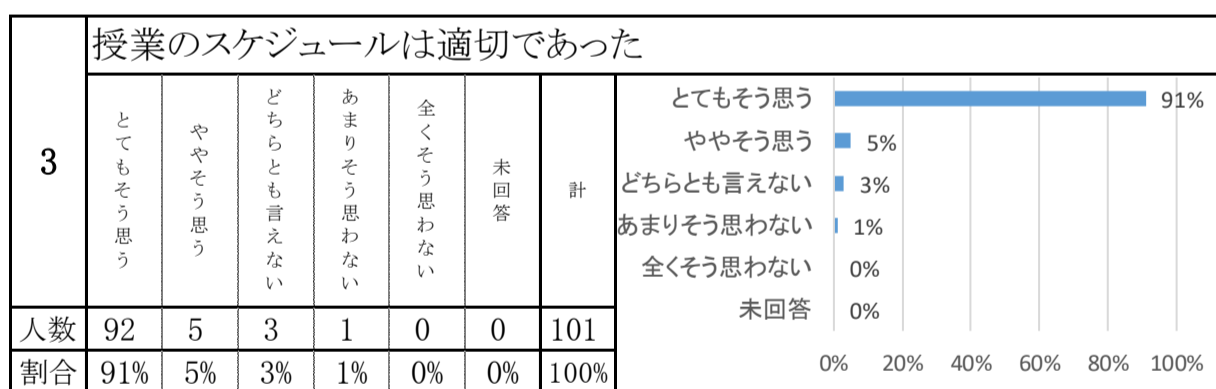 3
授業のスケジュールは適切であった
とてもそう思う
ややそう思う
どちらとも言えない
あまりそう思わない
全くそう思わない
未回答
計
人数 92 5 3 1 0 0 101
割合 91% 5% 3% 1% 0% 0% 100%
とてもそう思う 91%
ややそう思う 5%
どちらとも言えない 3%
あまりそう思わない 1%
全くそう思わない 0%
未回答 0%
0% 20% 40% 60% 80% 100%